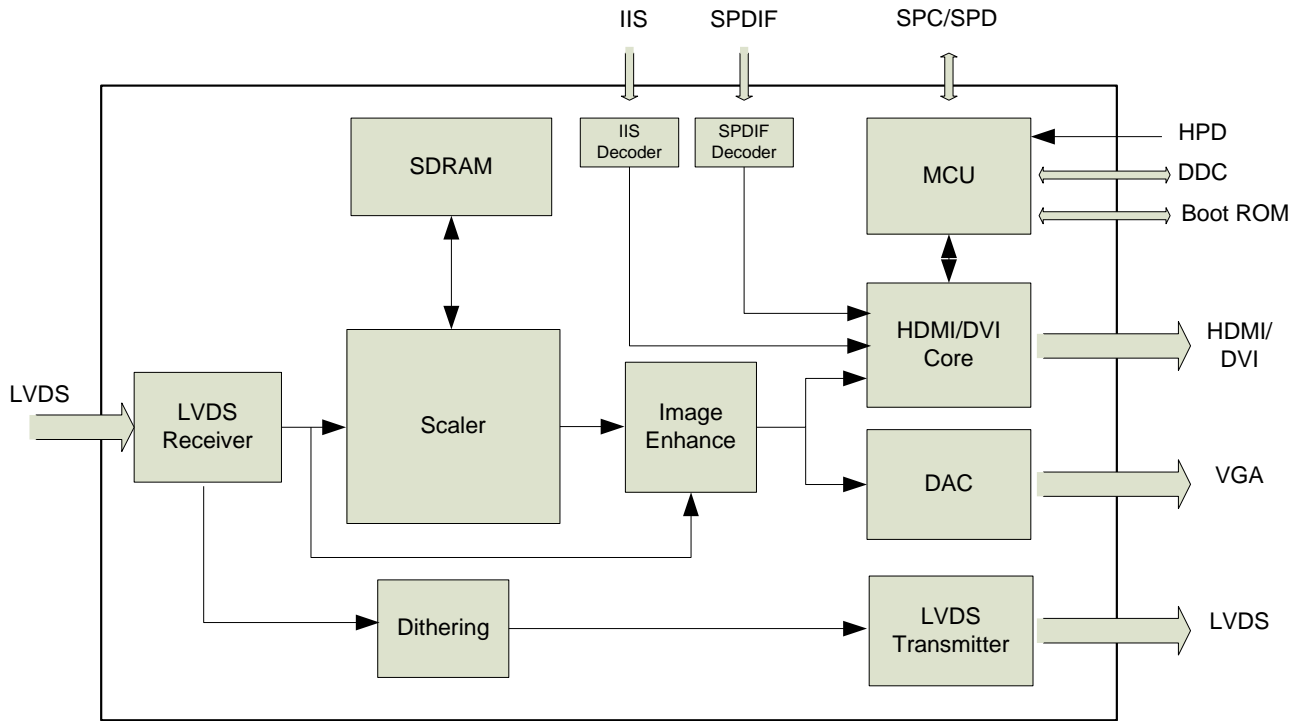 IIS
SPDIF
SPC/SPD
IIS
Decoder
SPDIF
Decoder
SDRAM
MCU
HPD
DDC
Boot ROM
LVDS
LVDS
Receiver
Scaler
Image
Enhance
HDMI/DVI
Core
HDMI/
DVI
DAC
VGA
Dithering
LVDS
Transmitter
LVDS